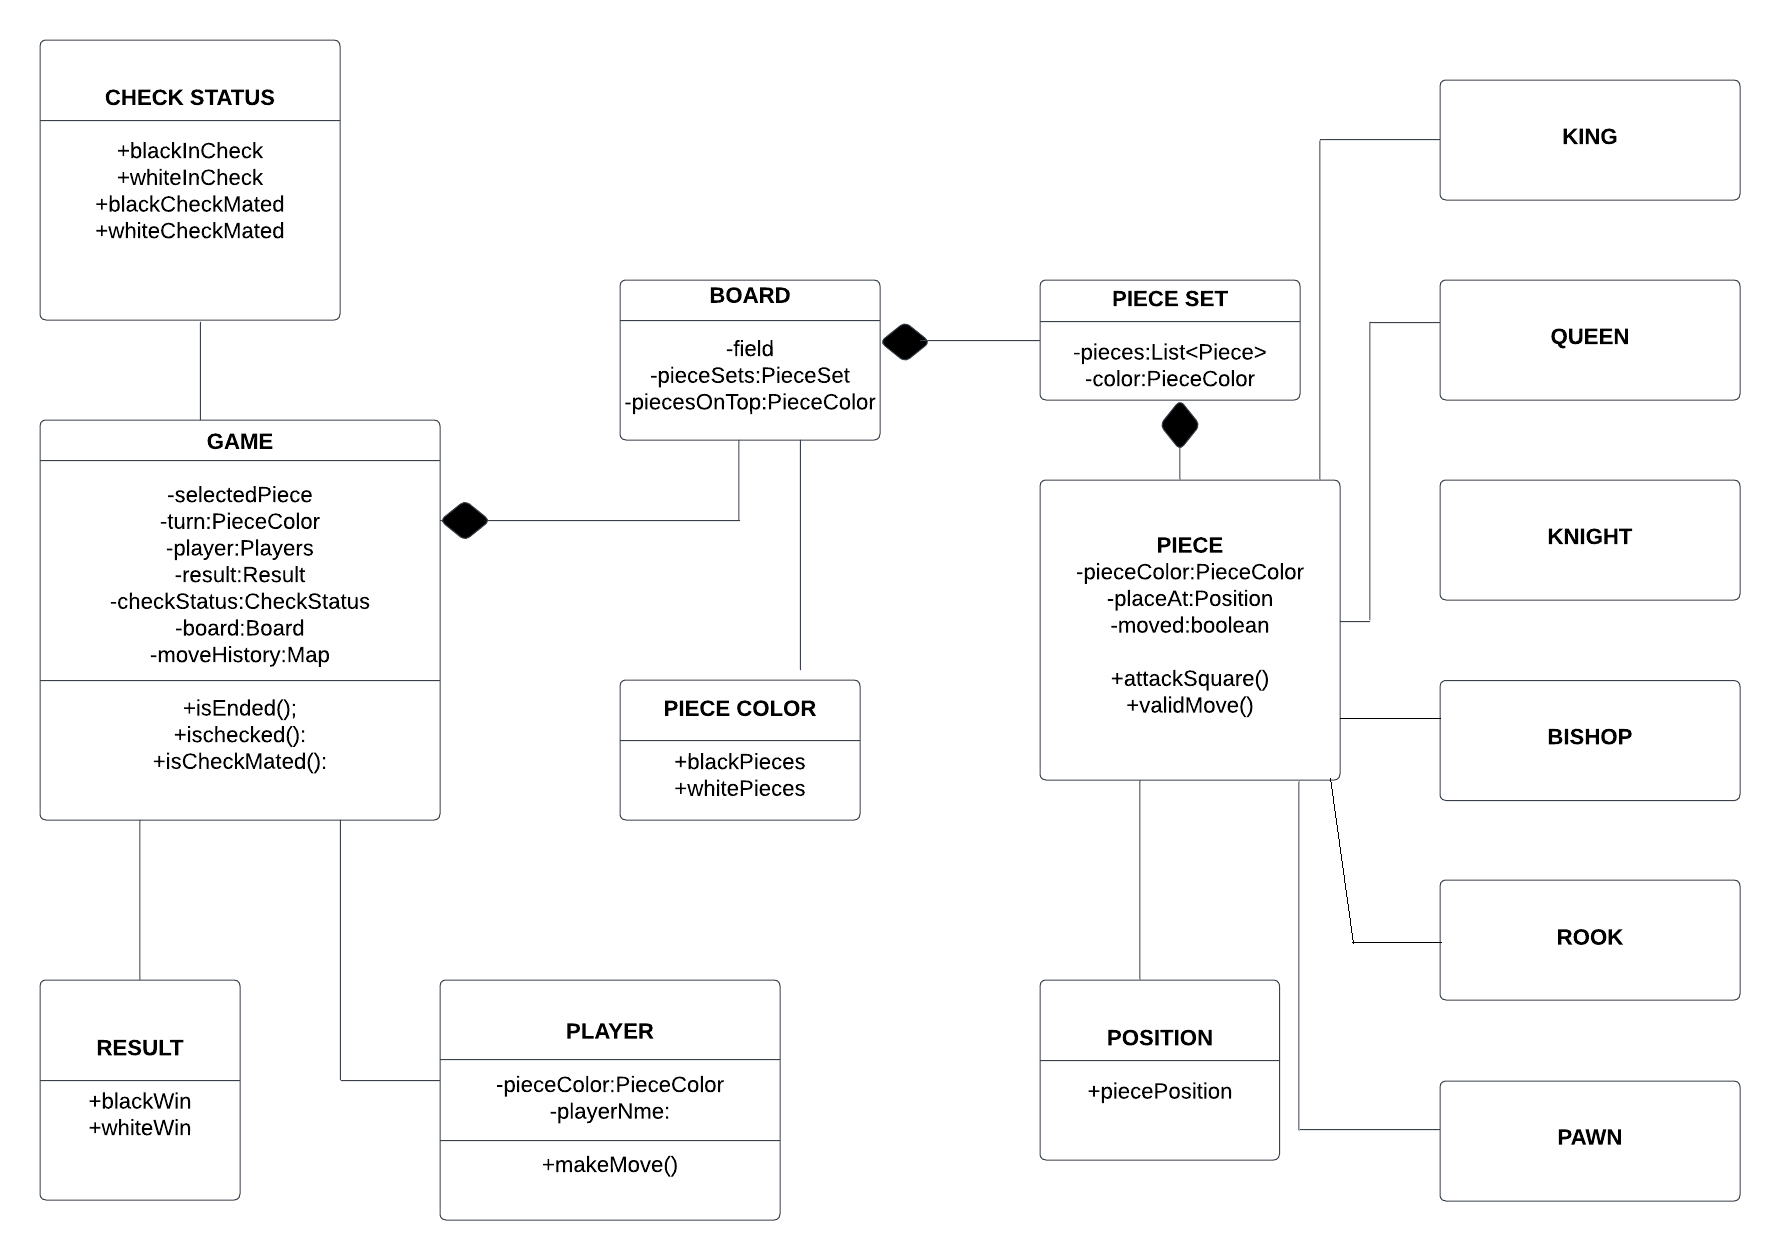 CHECK STATUS
+blackInCheck
+whiteInCheck
+blackCheckMated
+whiteCheckMated
GAME
-selectedPiece
-turn:PieceColor
-player:Players
-result:Result
-checkStatus:CheckStatus
-board:Board
-moveHistory:Map
+isEnded();
+ischecked():
+isCheckMated():
RESULT
+blackWin
+whiteWin
PLAYER
-pieceColor:PieceColor
-playerNme:
+makeMove()
BOARD
-field
-pieceSets:PieceSet
-piecesOnTop:PieceColor
PIECE COLOR
+blackPieces
+whitePieces
PIECE SET
-pieces:List<Piece>
-color:PieceColor
PIECE
-pieceColor:PieceColor
-placeAt:Position
-moved:boolean
+attackSquare()
+validMove()
POSITION
+piecePosition
KING
QUEEN
KNIGHT
BISHOP
ROOK
PAWN